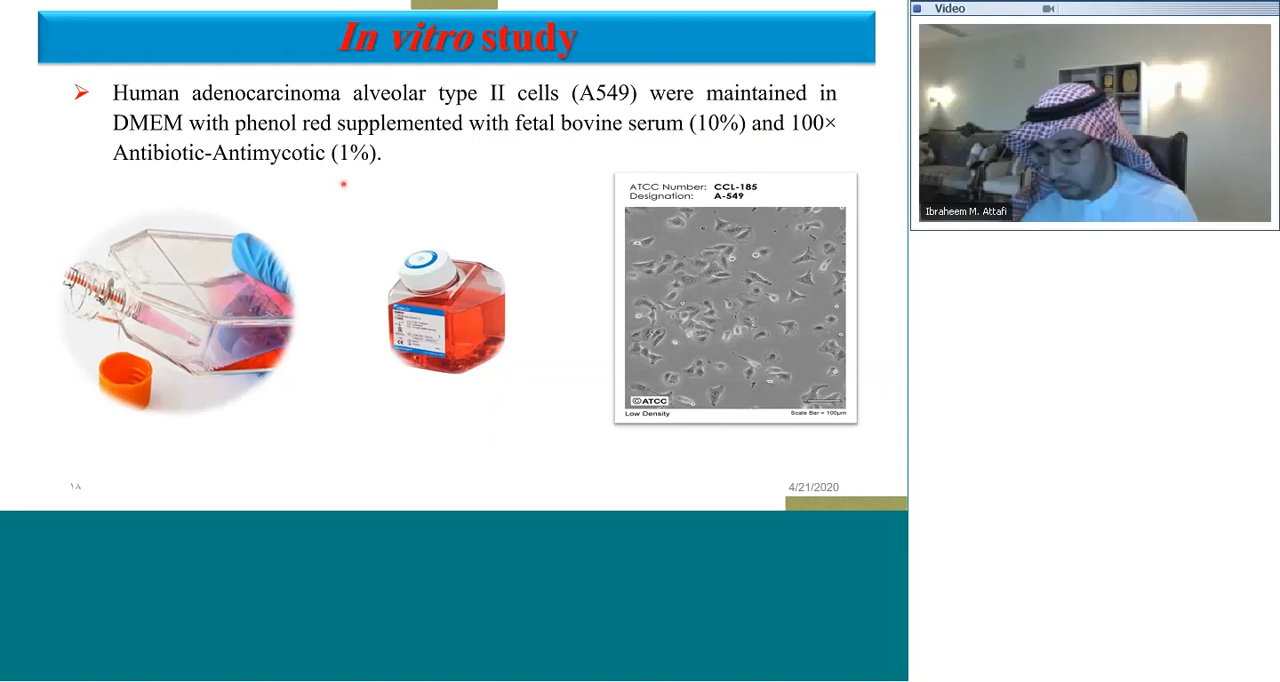 In vitro study
Human adenocarcinoma alveolar type II cells (A549) were maintained in
DMEM with phenol red supplemented with fetal bovine serum (10%) and 100×
Antibiotic-Antimycotic (1%).
ATCC Number: CCL-185
Designation: A-549
©ATCC
Low Density
Scale Bar = 100µm
١٨
4/21/2020
Video
Ibraheem M. Attafi